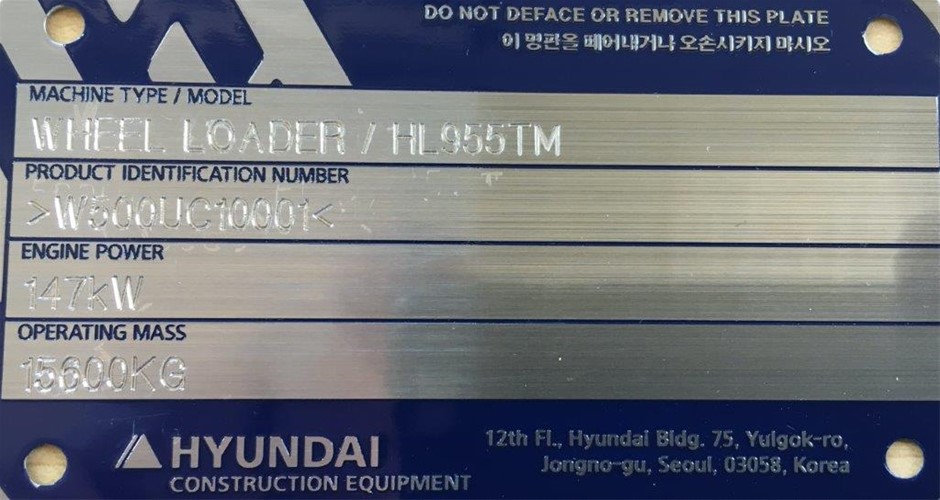 DO NOT DEFACE OR REMOVE THIS PLATE
이 명판을 떼어내거나 오손시키지 마시오
MACHINE TYPE / MODEL
WHEEL LOADER / HL955TM
PRODUCT IDENTIFICATION NUMBER
>W500UC10001<
ENGINE POWER
147kW
OPERATING MASS
15600KG
HYUNDAI
CONSTRUCTION EQUIPMENT
12th Fl., Hyundai Bldg. 75, Yulgok-ro,
Jongno-gu, Seoul, 03058, Korea